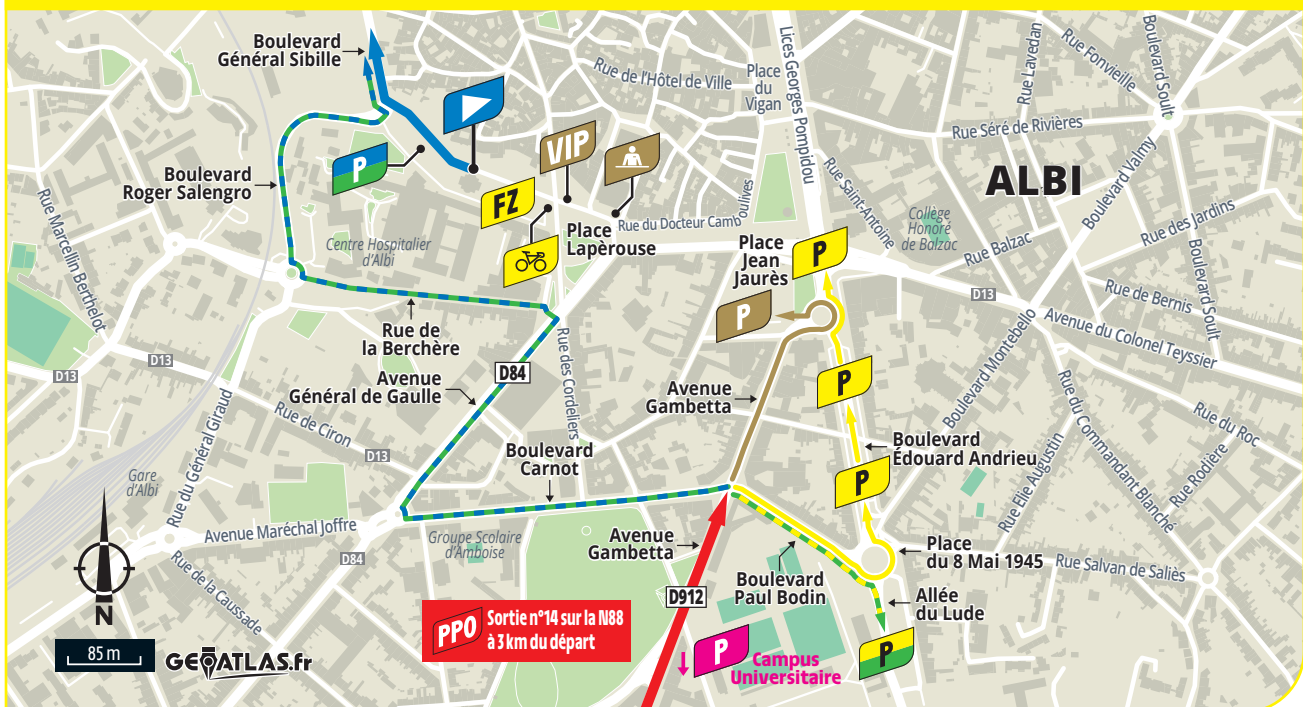 Boulevard
Général Sibille
Boulevard
Roger Salengro
Rue Marcellin Berthelot
P
VIP
FZ
Place
Lapèrouse
Centre Hospitalier
d'Albi
Rue de l'Hôtel de Ville
Place
du
Vigan
Lices Georges Pompidou
Rue du Docteur Camboulives
Rue Saint-Antoine
Rue Lavedan
Rue Fonvieille
Boulevard Soult
Rue Séré de Rivières
ALBI
Boulevard Valmy
Collège
Honoré
de Balzac
Rue Balzac
Rue des Jardins
Boulevard Soult
Rue de Bernis
Place
Jean
Jaurès
P
P
D13
Avenue du Colonel Teyssier
Boulevard Montebello
Rue de
la Berchère
Avenue
Général de Gaulle
D84
Rue des Cordeliers
D13
D13
Rue du Général Giraud
Rue de Ciron
D13
Avenue
Gambetta
P
Boulevard
Édouard Andrieu
P
Rue du Roc
Rue du Commandant Blanché
Rue Rodière
Rue Elie Augustin
Boulevard
Carnot
Gare
d'Albi
Avenue Maréchal Joffre
D84
Groupe Scolaire
d'Amboise
Avenue
Gambetta
D912
Boulevard
Paul Bodin
Place
du 8 Mai 1945
Rue Salvan de Saliès
Allée
du Lude
P
Rue de la Caussade
N
85 m
GEOATLAS.fr
PPO
Sortie n°14 sur la N88
à 3 km du départ
P
Campus
Universitaire